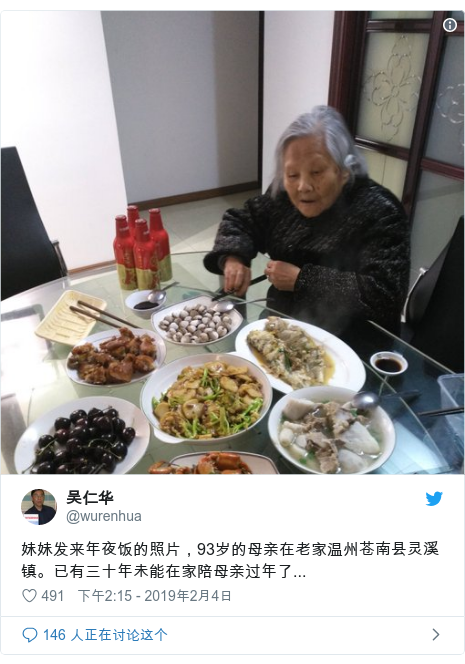 吴仁华
@wurenhua
妹妹发来年夜饭的照片，93岁的母亲在老家温州苍南县灵溪
镇。已有三十年未能在家陪母亲过年了...
491 下午2:15 - 2019年2月4日
146 人正在讨论这个